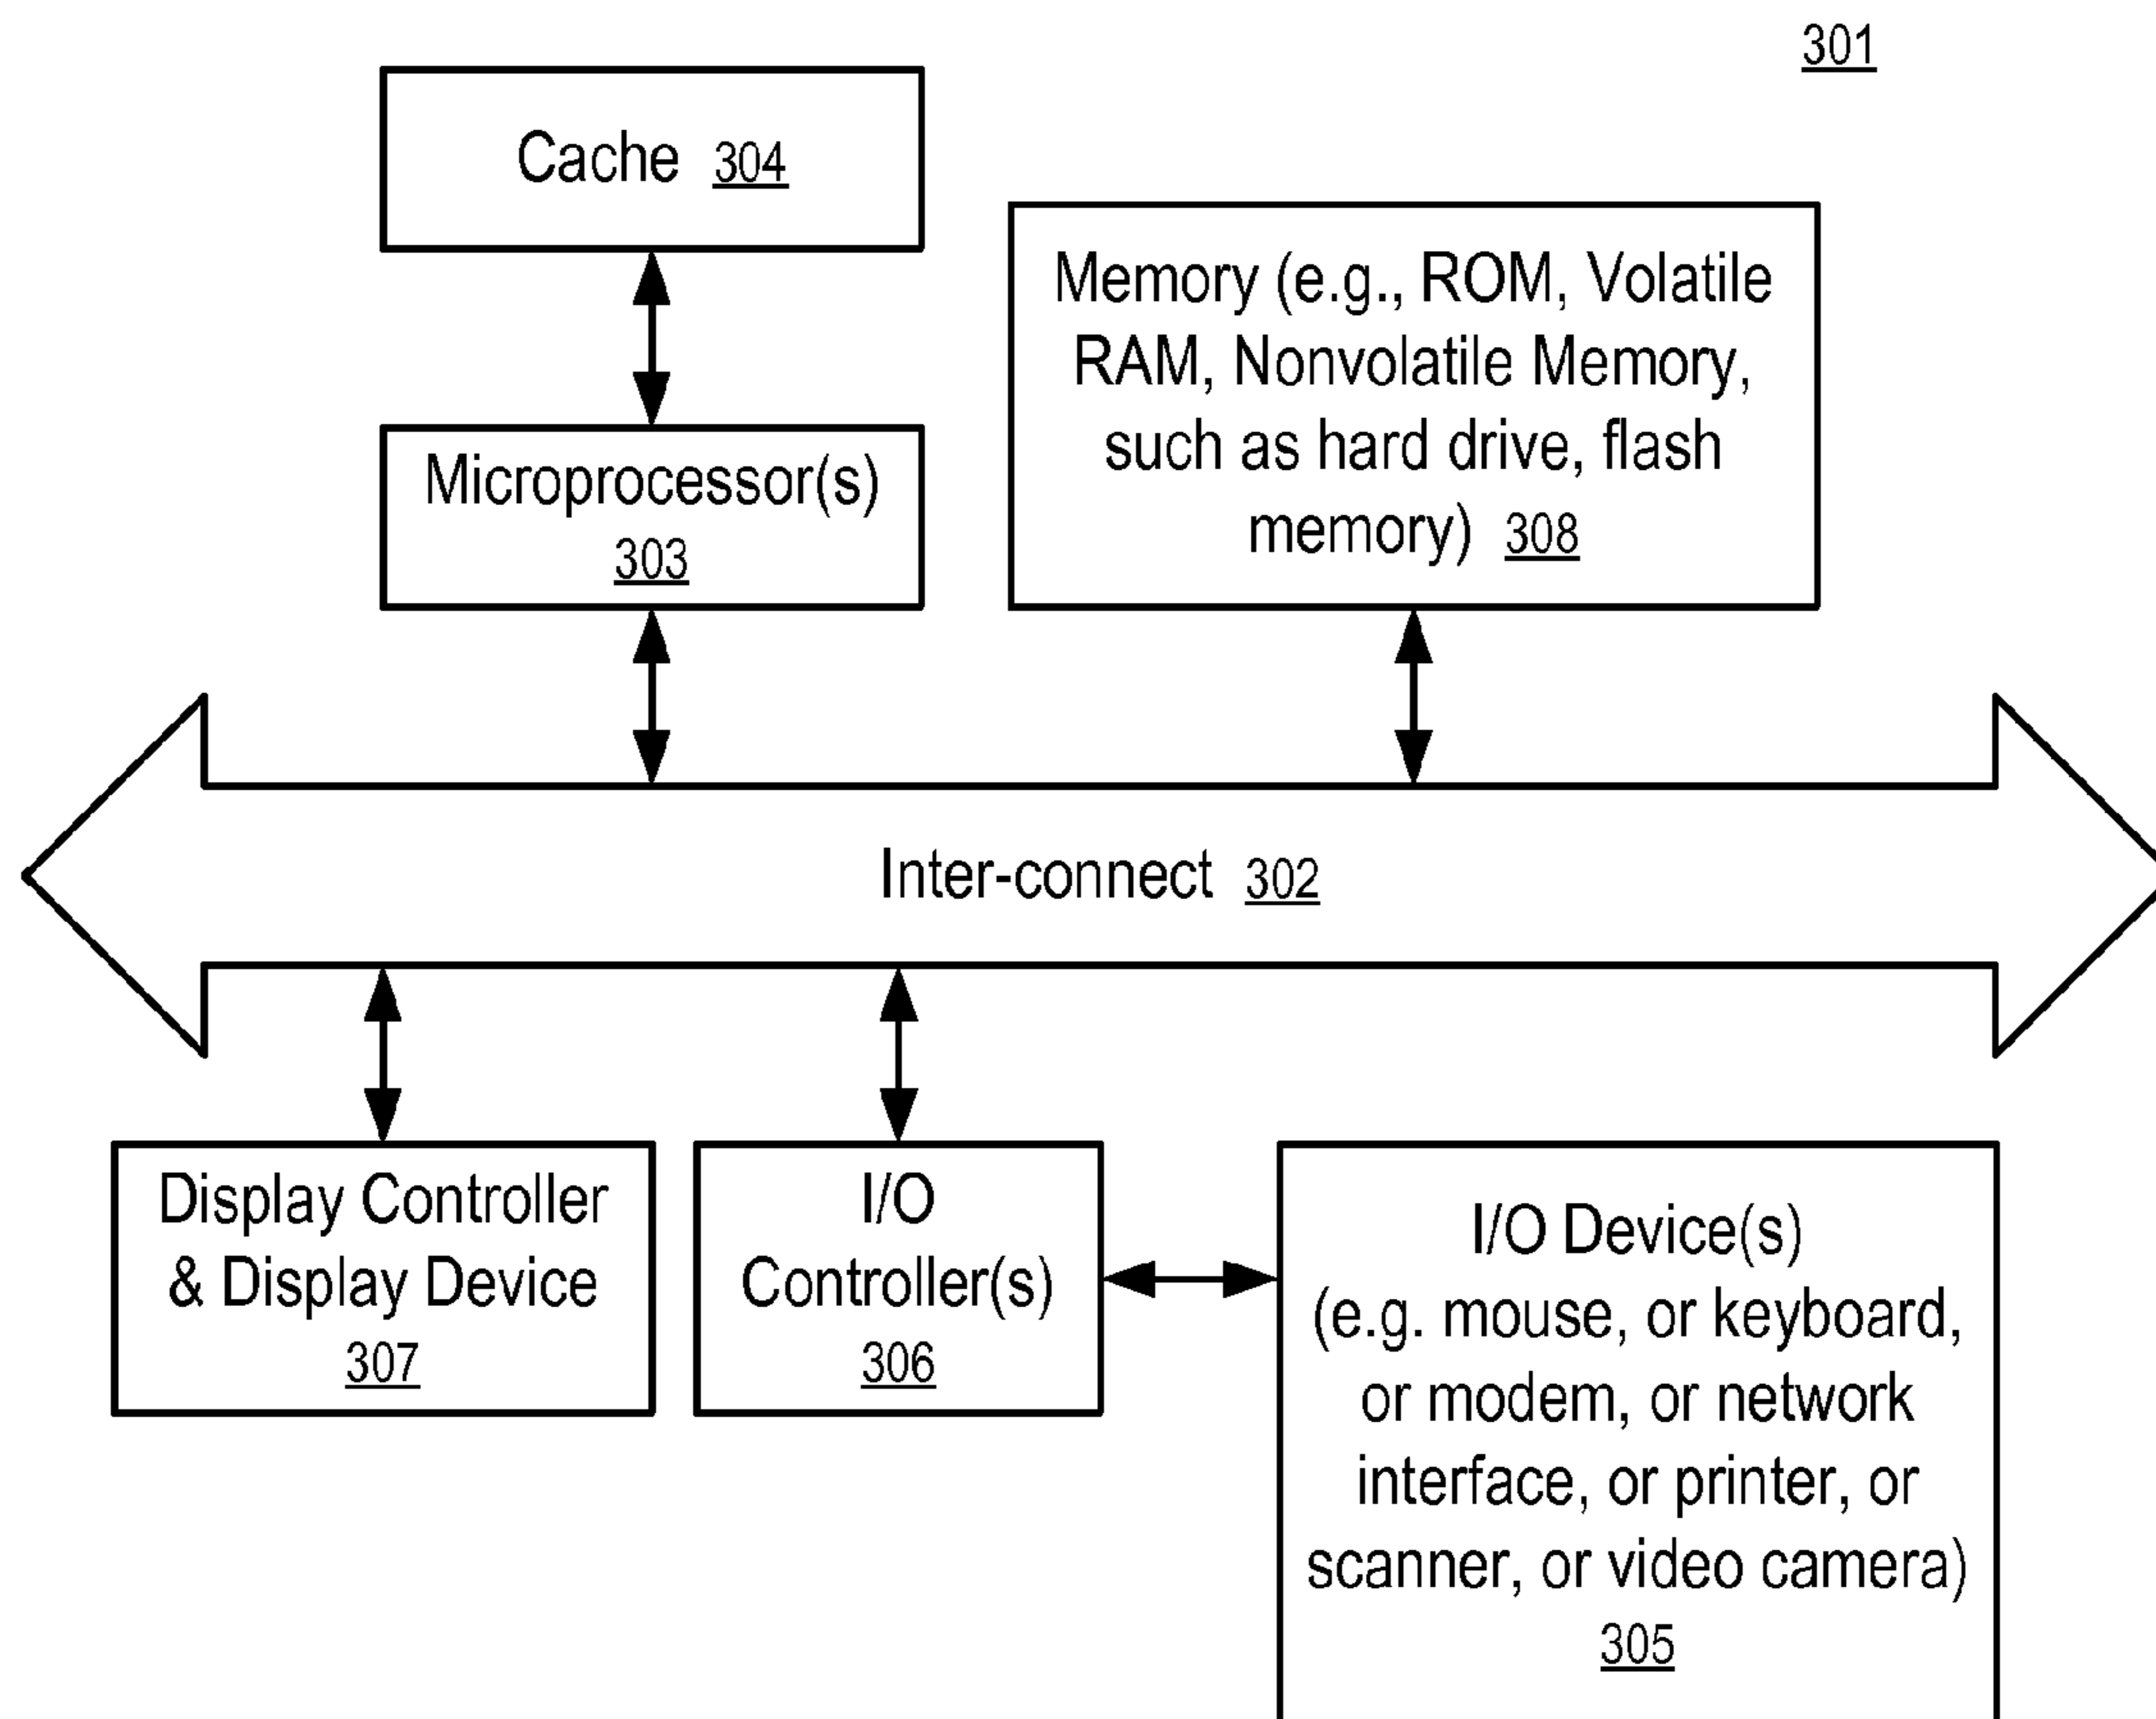 301
Cache 304
Memory (e.g., ROM, Volatile
RAM, Nonvolatile Memory,
such as hard drive, flash
memory) 308
Microprocessor(s)
303
Inter-connect 302
Display Controller
& Display Device
307
I/O
Controller(s)
306
I/O Device(s)
(e.g. mouse, or keyboard,
or modem, or network
interface, or printer, or
scanner, or video camera)
305